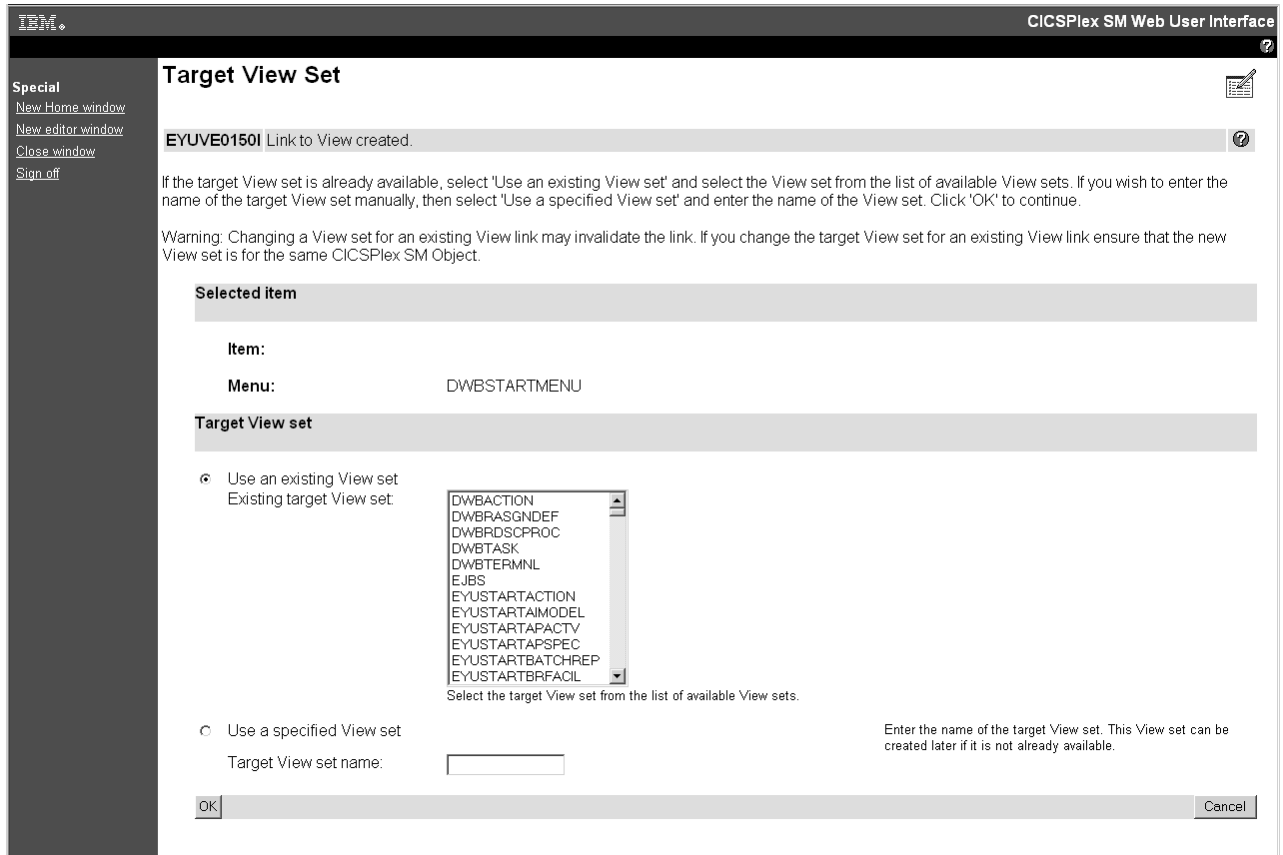 IBM
CICSPlex SM Web User Interface
?
Special
New Home window
New editor window
Close window
Sign off
Target View Set
EYUVE0150I Link to View created.
?
If the target View set is already available, select 'Use an existing View set' and select the View set from the list of available View sets. If you wish to enter the
name of the target View set manually, then select 'Use a specified View set' and enter the name of the View set. Click 'OK' to continue.
Warning: Changing a View set for an existing View link may invalidate the link. If you change the target View set for an existing View link ensure that the new
View set is for the same CICSPlex SM Object.
Selected item
Item:
Menu: DWBSTARTMENU
Target View set
Use an existing View set
Existing target View set:
DWBACTION
DWBRASGNDEF
DWBRDSCPROC
DWBTASK
DWBTERMNL
EJBS
EYUSTARTACTION
EYUSTARTAIMODEL
EYUSTARTAPACTV
EYUSTARTAPSPEC
EYUSTARTBATCHREP
EYUSTARTBRFACIL
Select the target View set from the list of available View sets.
Use a specified View set
Enter the name of the target View set. This View set can be
created later if it is not already available.
Target View set name:
OK
Cancel